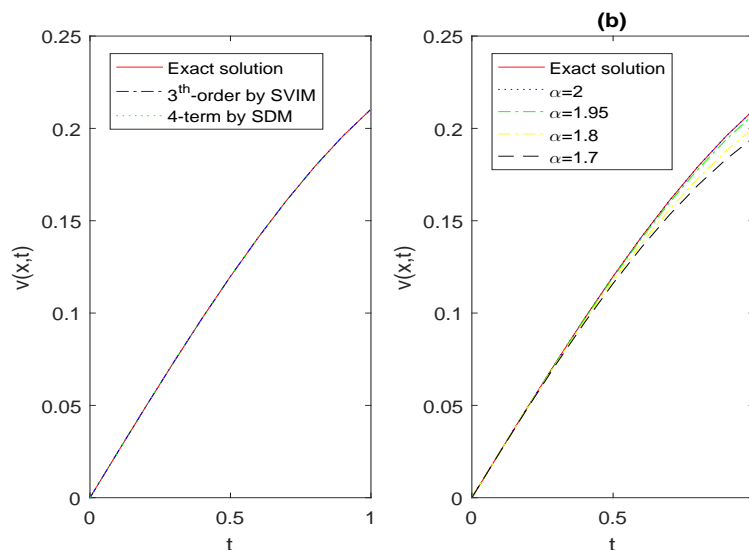 0.25
0.2
0.15
0.1
0.05
0
v(x,t)
0
0.5
1
t
Exact solution
3th-order by SVIM
4-term by SDM
(b)
0.25
0.2
0.15
0.1
0.05
0
v(x,t)
0
0.5
t
Exact solution
α=2
α=1.95
α=1.8
α=1.7